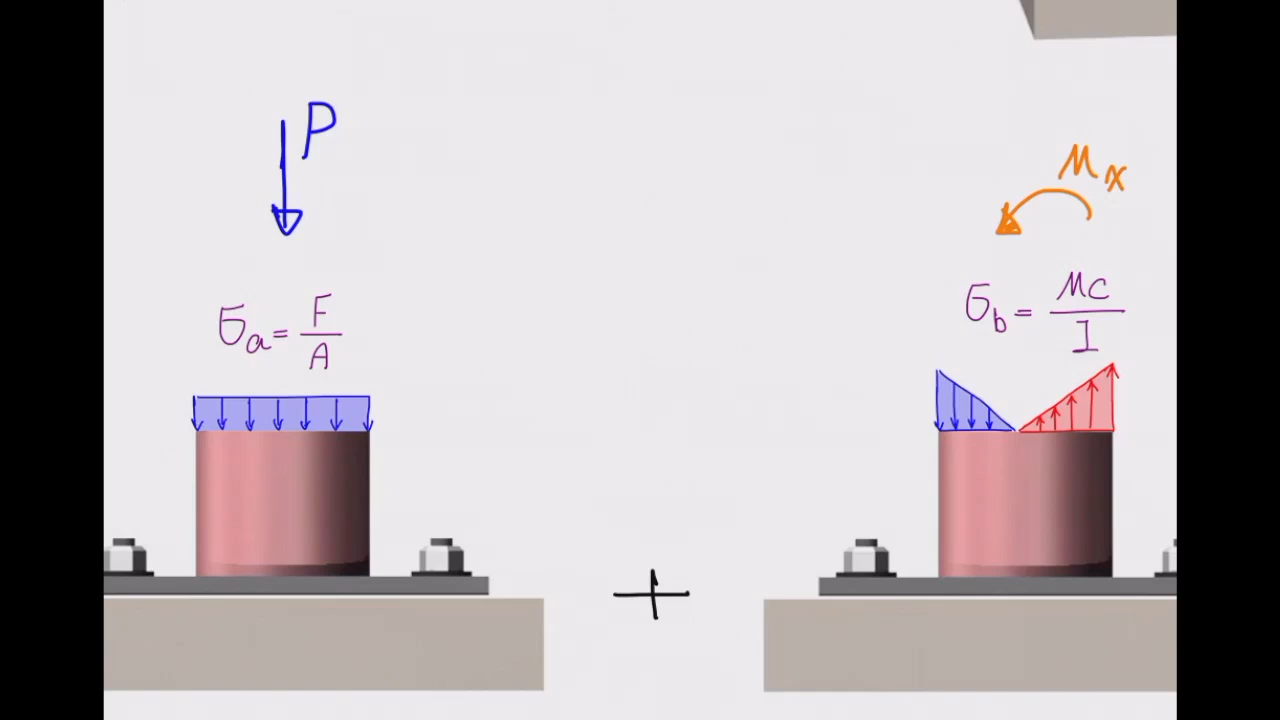 P
Mx
σa = F/A
σb = Mc/I
+